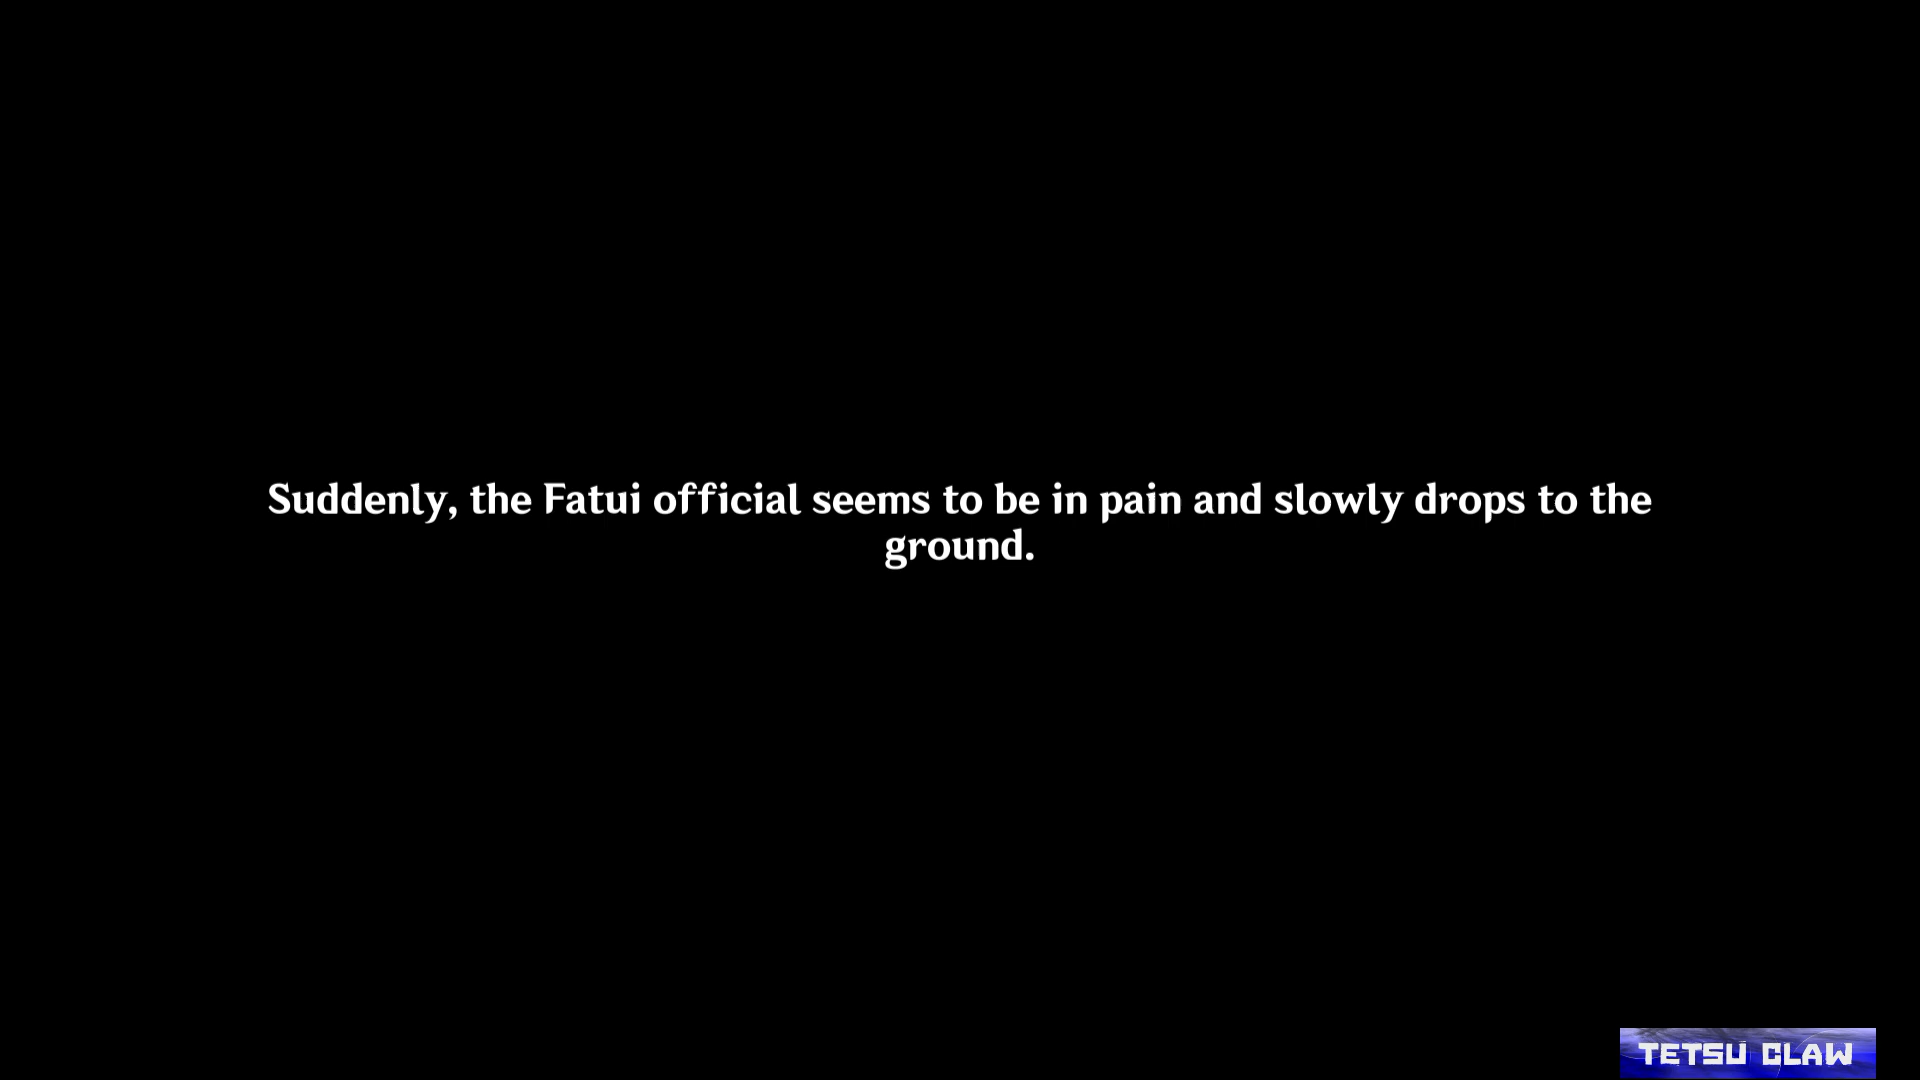 Suddenly, the Fatui official seems to be in pain and slowly drops to the
ground.
TETSU CLAW